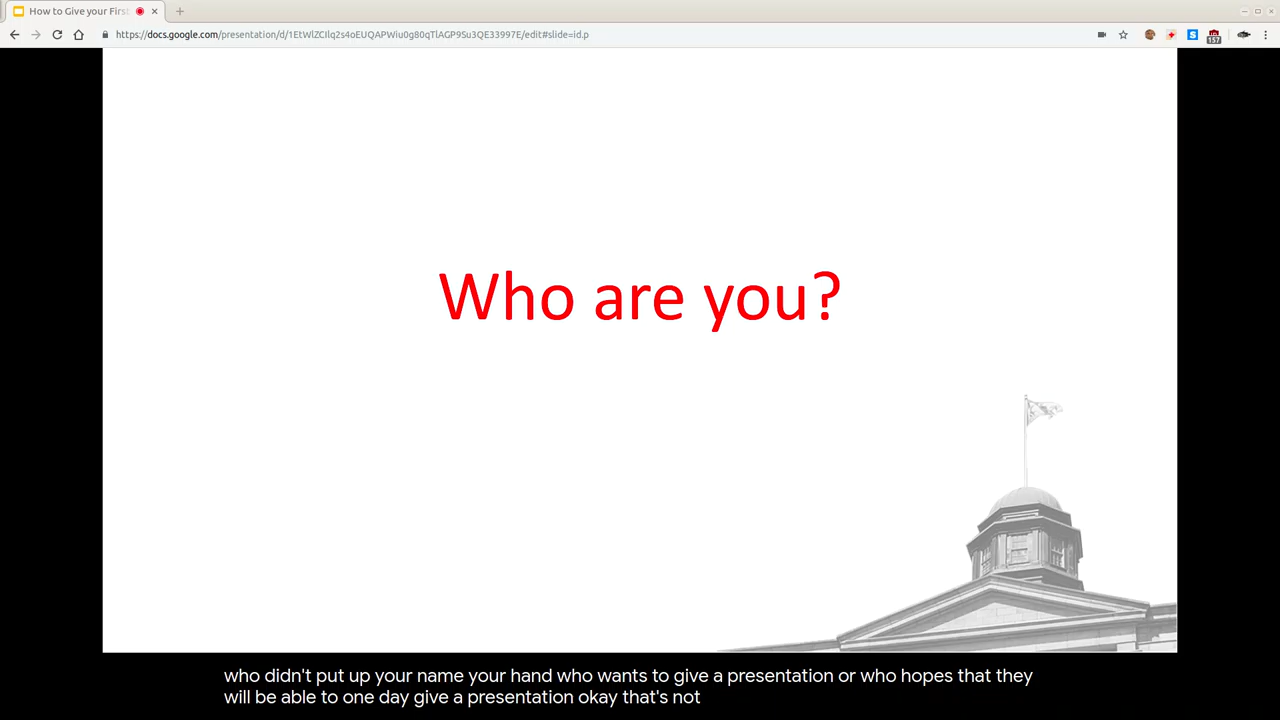 How to Give your First
https://docs.google.com/presentation/d/1EtWlZCIlq2s4oEUQAPWiu0g80qTlAGP9Su3QE33997E/edit#slide=id.p
157
Who are you?
who didn't put up your name your hand who wants to give a presentation or who hopes that they
will be able to one day give a presentation okay that's not